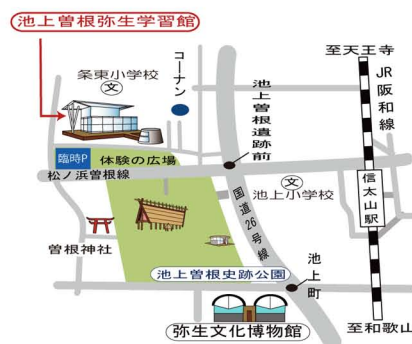 池上曽根弥生学習館
至天王寺
コーナン
条東小学校
文
JR阪和線
池上曽根遺跡前
臨時P
体験の広場
松ノ浜曽根線
文
池上小学校
信太山駅
国道26号線
曽根神社
池上町
池上曽根史跡公園
弥生文化博物館
至和歌山